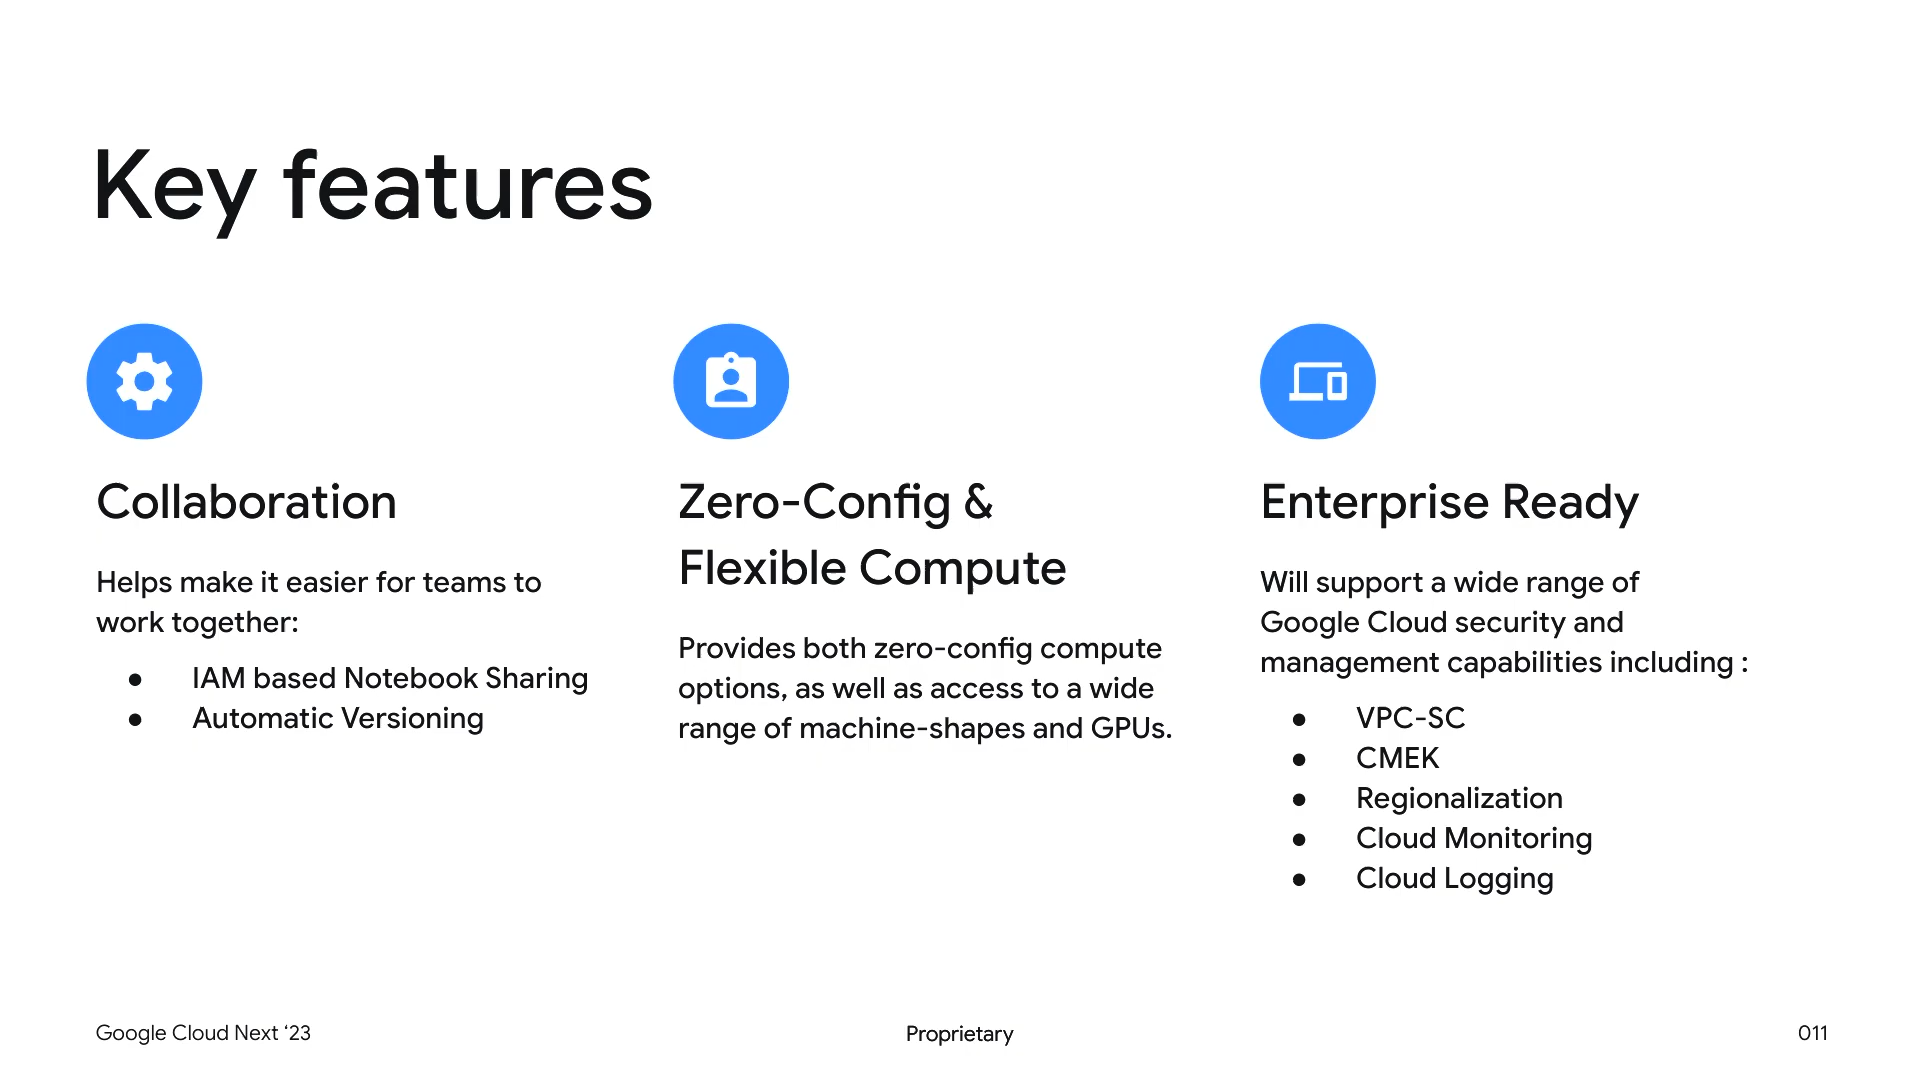 Key features
Collaboration
Helps make it easier for teams to
work together:
● IAM based Notebook Sharing
● Automatic Versioning
Zero-Config &
Flexible Compute
Provides both zero-config compute
options, as well as access to a wide
range of machine-shapes and GPUs.
Enterprise Ready
Will support a wide range of
Google Cloud security and
management capabilities including :
● VPC-SC
● CMEK
● Regionalization
● Cloud Monitoring
● Cloud Logging
Google Cloud Next ‘23
Proprietary
011